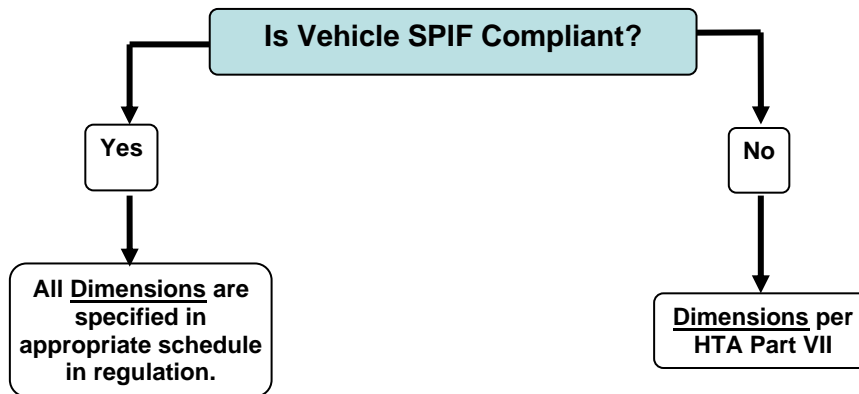 Is Vehicle SPIF Compliant?
Yes
No
All Dimensions are
specified in
appropriate schedule
in regulation.
Dimensions per
HTA Part VII